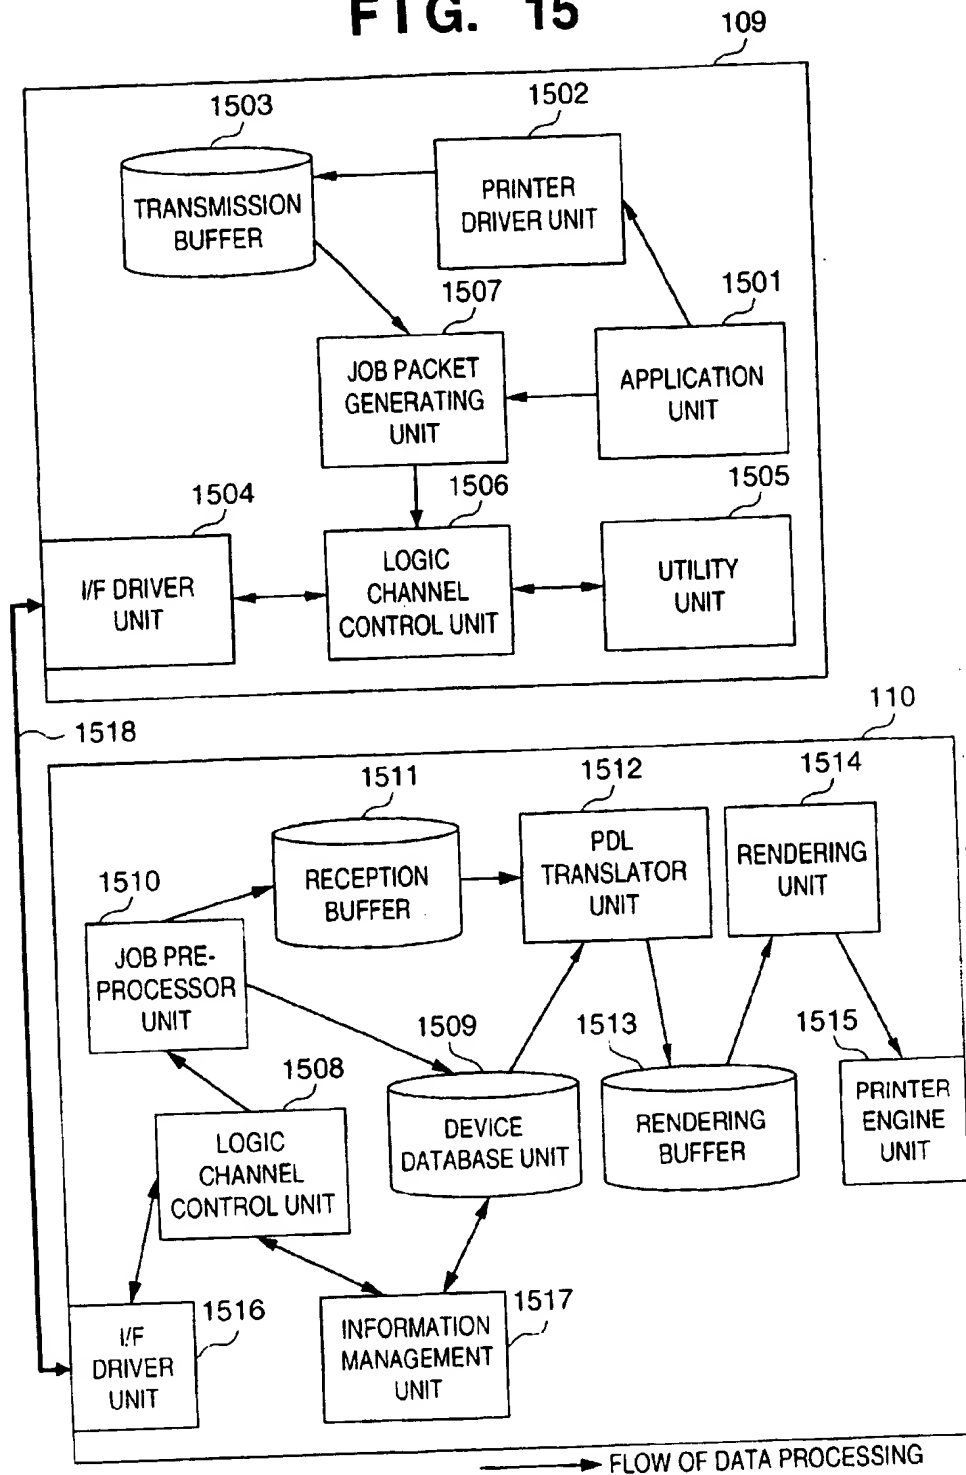 FIG. 15
109
1503
1502
TRANSMISSION
BUFFER
PRINTER
DRIVER UNIT
1507
1501
JOB PACKET
GENERATING
UNIT
APPLICATION
UNIT
1504
1506
1505
I/F DRIVER
UNIT
LOGIC
CHANNEL
CONTROL UNIT
UTILITY
UNIT
1518
110
1511
1512
1514
RECEPTION
BUFFER
PDL
TRANSLATOR
UNIT
RENDERING
UNIT
1510
JOB PRE-
PROCESSOR
UNIT
1508
1509
1513
1515
LOGIC
CHANNEL
CONTROL UNIT
DEVICE
DATABASE UNIT
RENDERING
BUFFER
PRINTER
ENGINE
UNIT
1516
1517
I/F
DRIVER
UNIT
INFORMATION
MANAGEMENT
UNIT
FLOW OF DATA PROCESSING